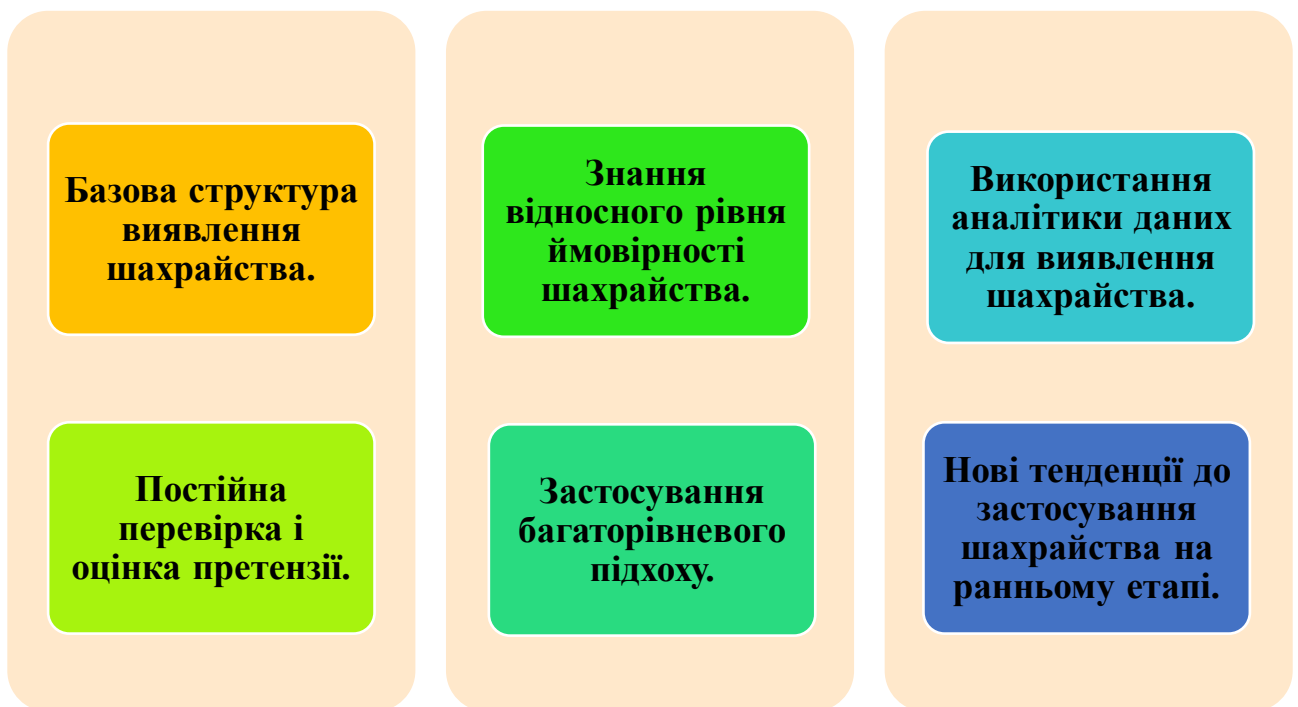 Базова структура
виявлення
шахрайства.
Знання
відносного рівня
ймовірності
шахрайства.
Використання
аналітики даних
для виявлення
шахрайства.
Постійна
перевірка і
оцінка претензії.
Застосування
багаторівневого
підхоху.
Нові тенденції до
застосування
шахрайства на
ранньому етапі.